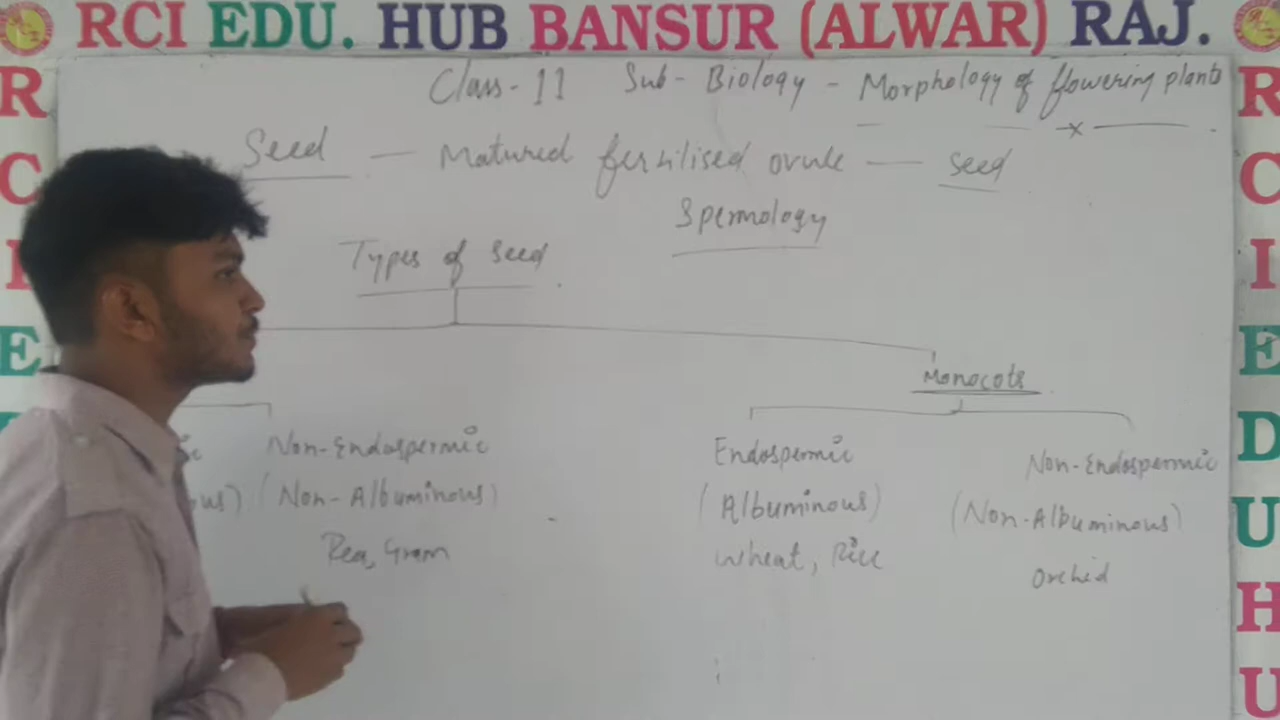 RCI EDU. HUB BANSUR (ALWAR) RAJ.
Class - 11 Sub - Biology - Morphology of flowering plants
Seed — Matured fertilised ovule — seed
Spermology
Types of seed
Monocots
Non-Endospermic Endospermic Non-Endospermic
ous) (Non-Albuminous) (Albuminous) (Non-Albuminous)
Pea, Gram Wheat, Rice Orchid
R
C
I
E
R
C
I
E
D
U
H
U